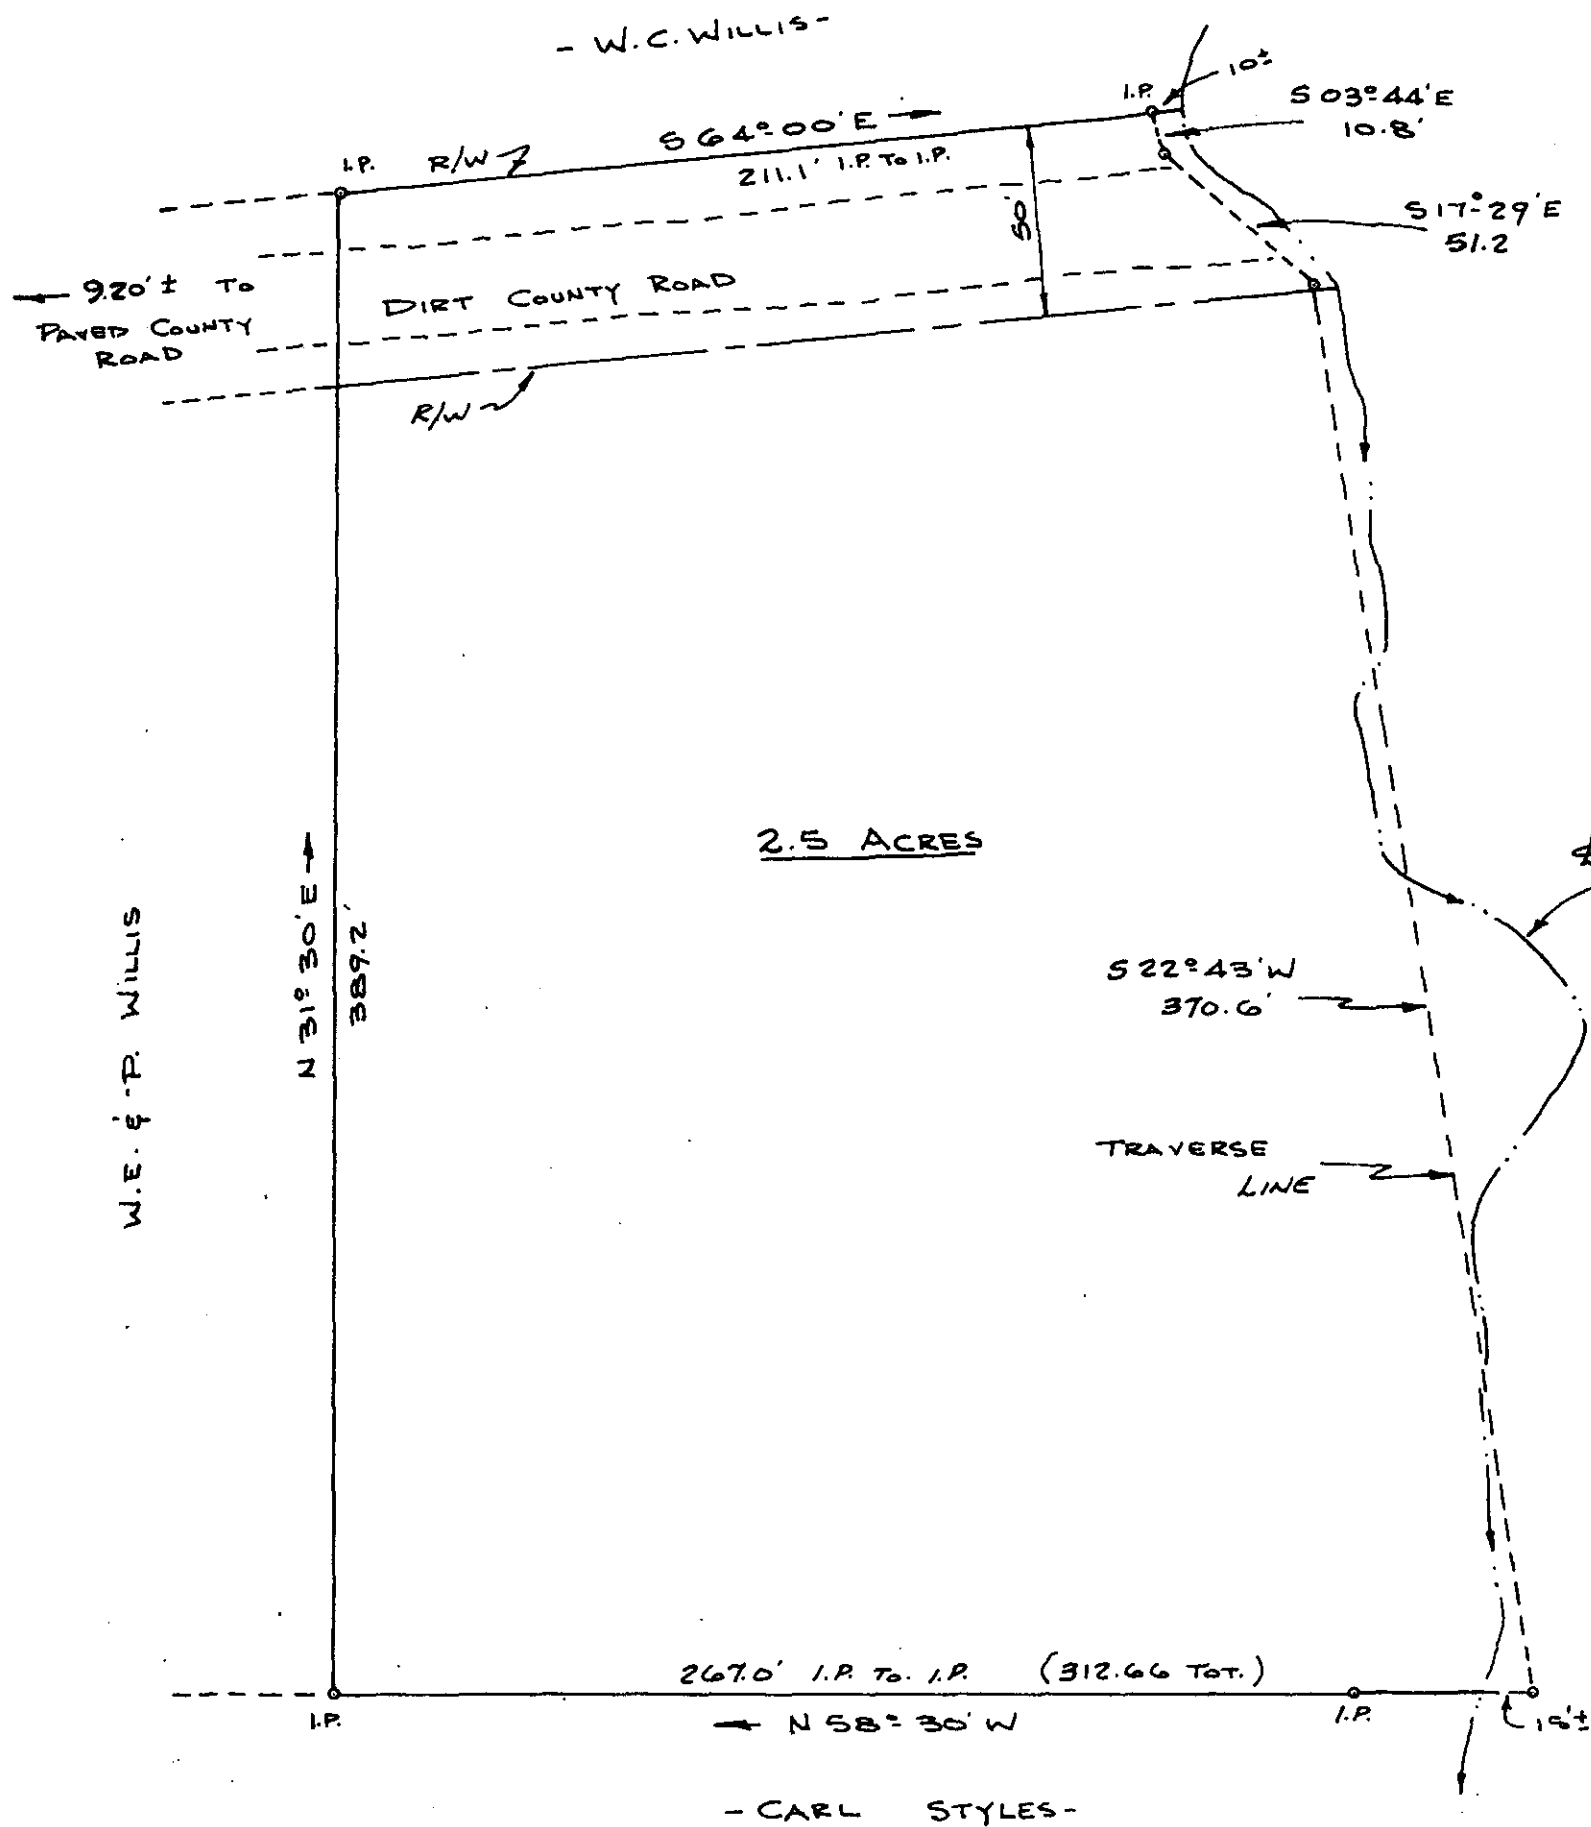 - W.C. WILLIS -
10±
I.P.
S 03° 44' E
10.8'
S 64° 00' E
I.P.
R/W
211.1' I.P. TO I.P.
S 17° 29' E
51.2
50'
9.20' ± TO
PAVED COUNTY
ROAD
DIRT COUNTY ROAD
R/W
2.5 ACRES
N 31° 30' E
389.2'
W.E. & P. WILLIS
S 22° 43' W
370.6'
TRAVERSE
LINE
267.0' I.P. TO. I.P. (312.66 TOT.)
I.P.
N 58° 30' W
I.P.
- CARL STYLES -